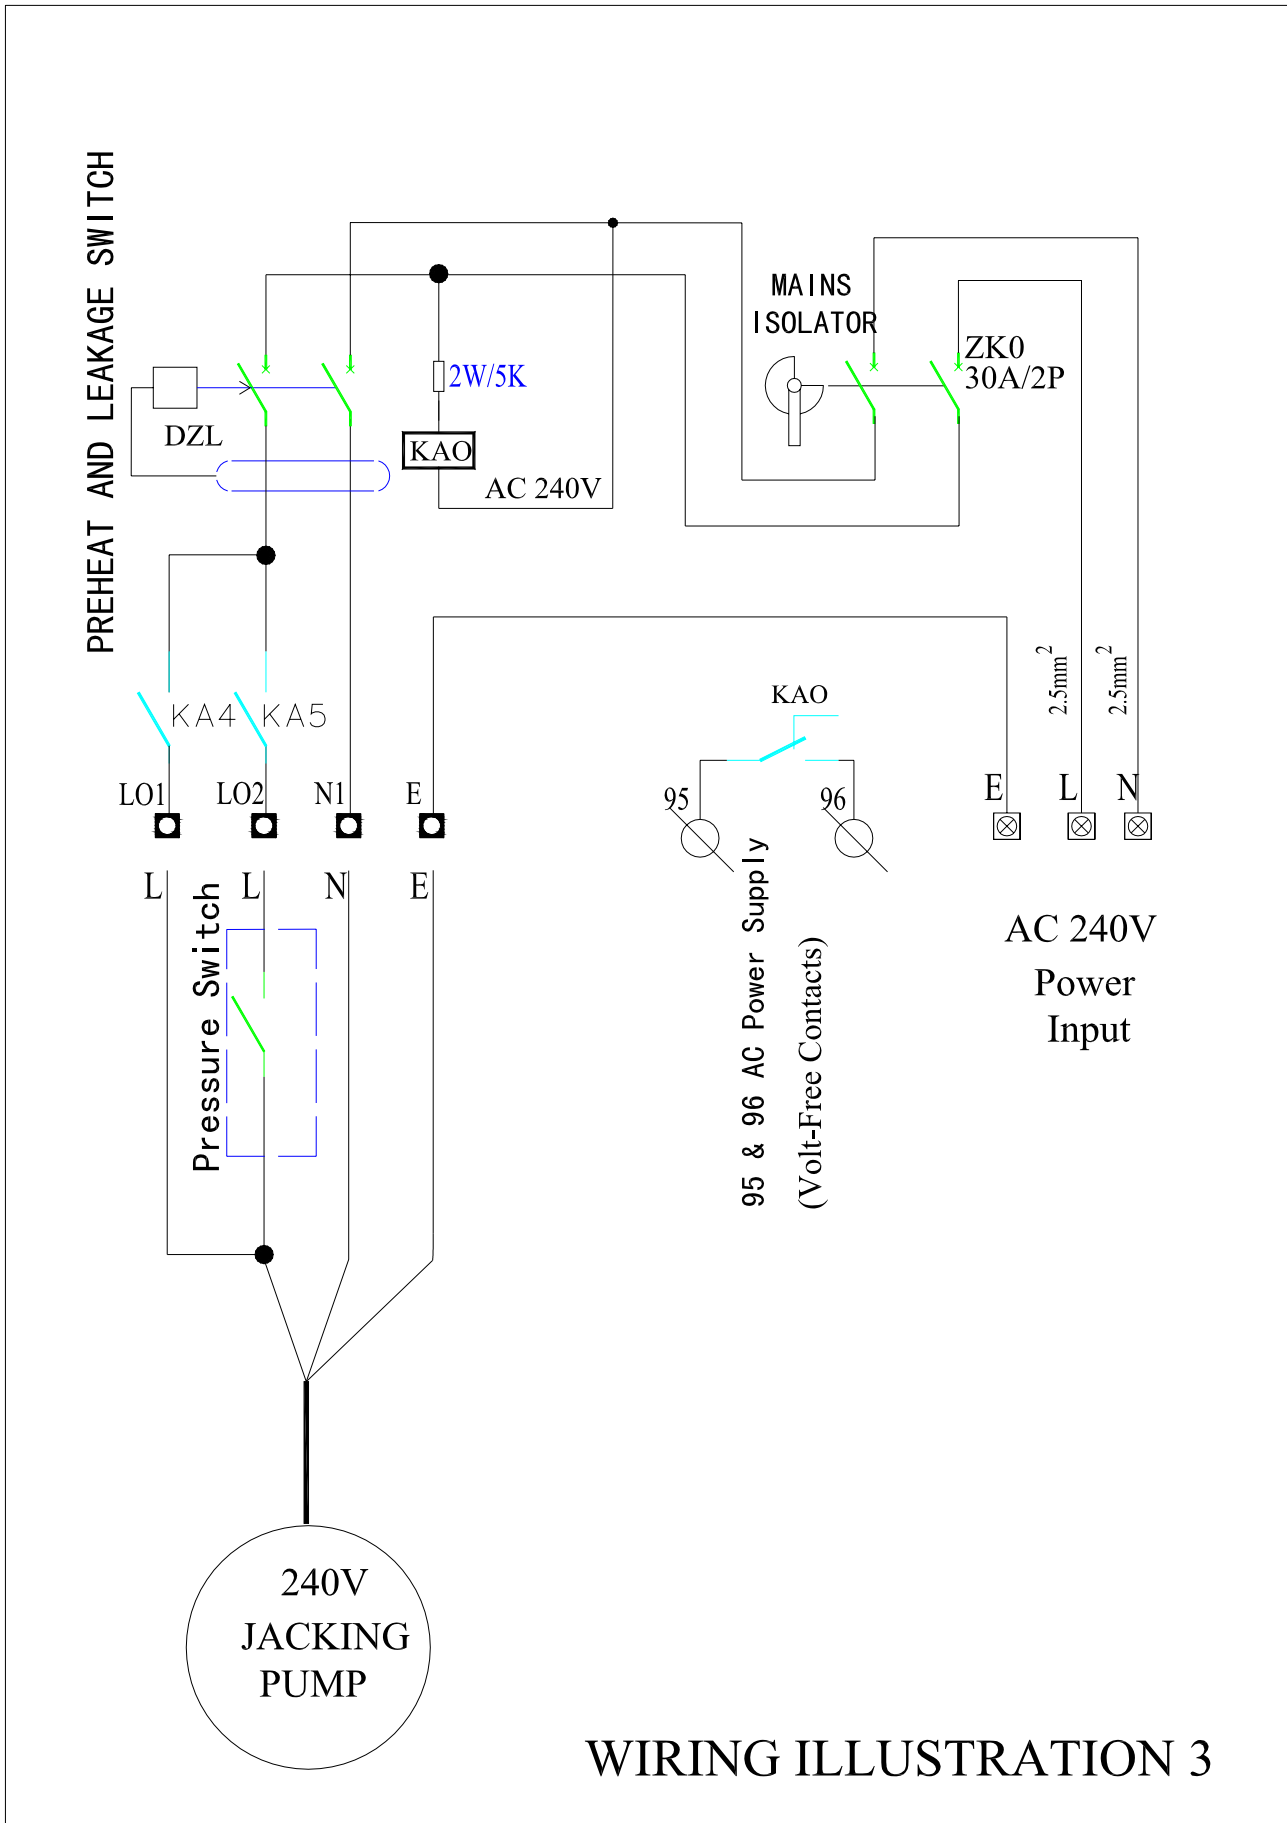 PREHEAT AND LEAKAGE SWITCH
MAINS
ISOLATOR
ZK0
30A/2P
2W/5K
DZL
KAO
AC 240V
2.5mm²
2.5mm²
KA4
KA5
KAO
LO1
LO2
N1
E
95
96
E
L
N
L
L
N
E
Pressure Switch
95 & 96 AC Power Supply
(Volt-Free Contacts)
AC 240V
Power
Input
240V
JACKING
PUMP
WIRING ILLUSTRATION 3